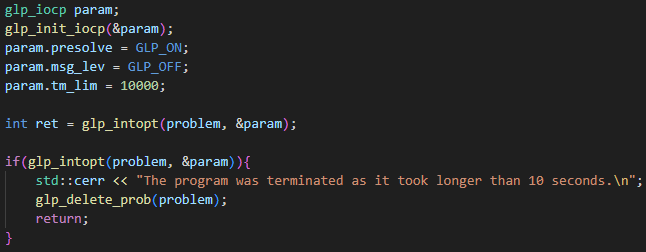 glp_iocp param;
glp_init_iocp(&param);
param.presolve = GLP_ON;
param.msg_lev = GLP_OFF;
param.tm_lim = 10000;

int ret = glp_intopt(problem, &param);

if(glp_intopt(problem, &param)){
    std::cerr << "The program was terminated as it took longer than 10 seconds.\n";
    glp_delete_prob(problem);
    return;
}